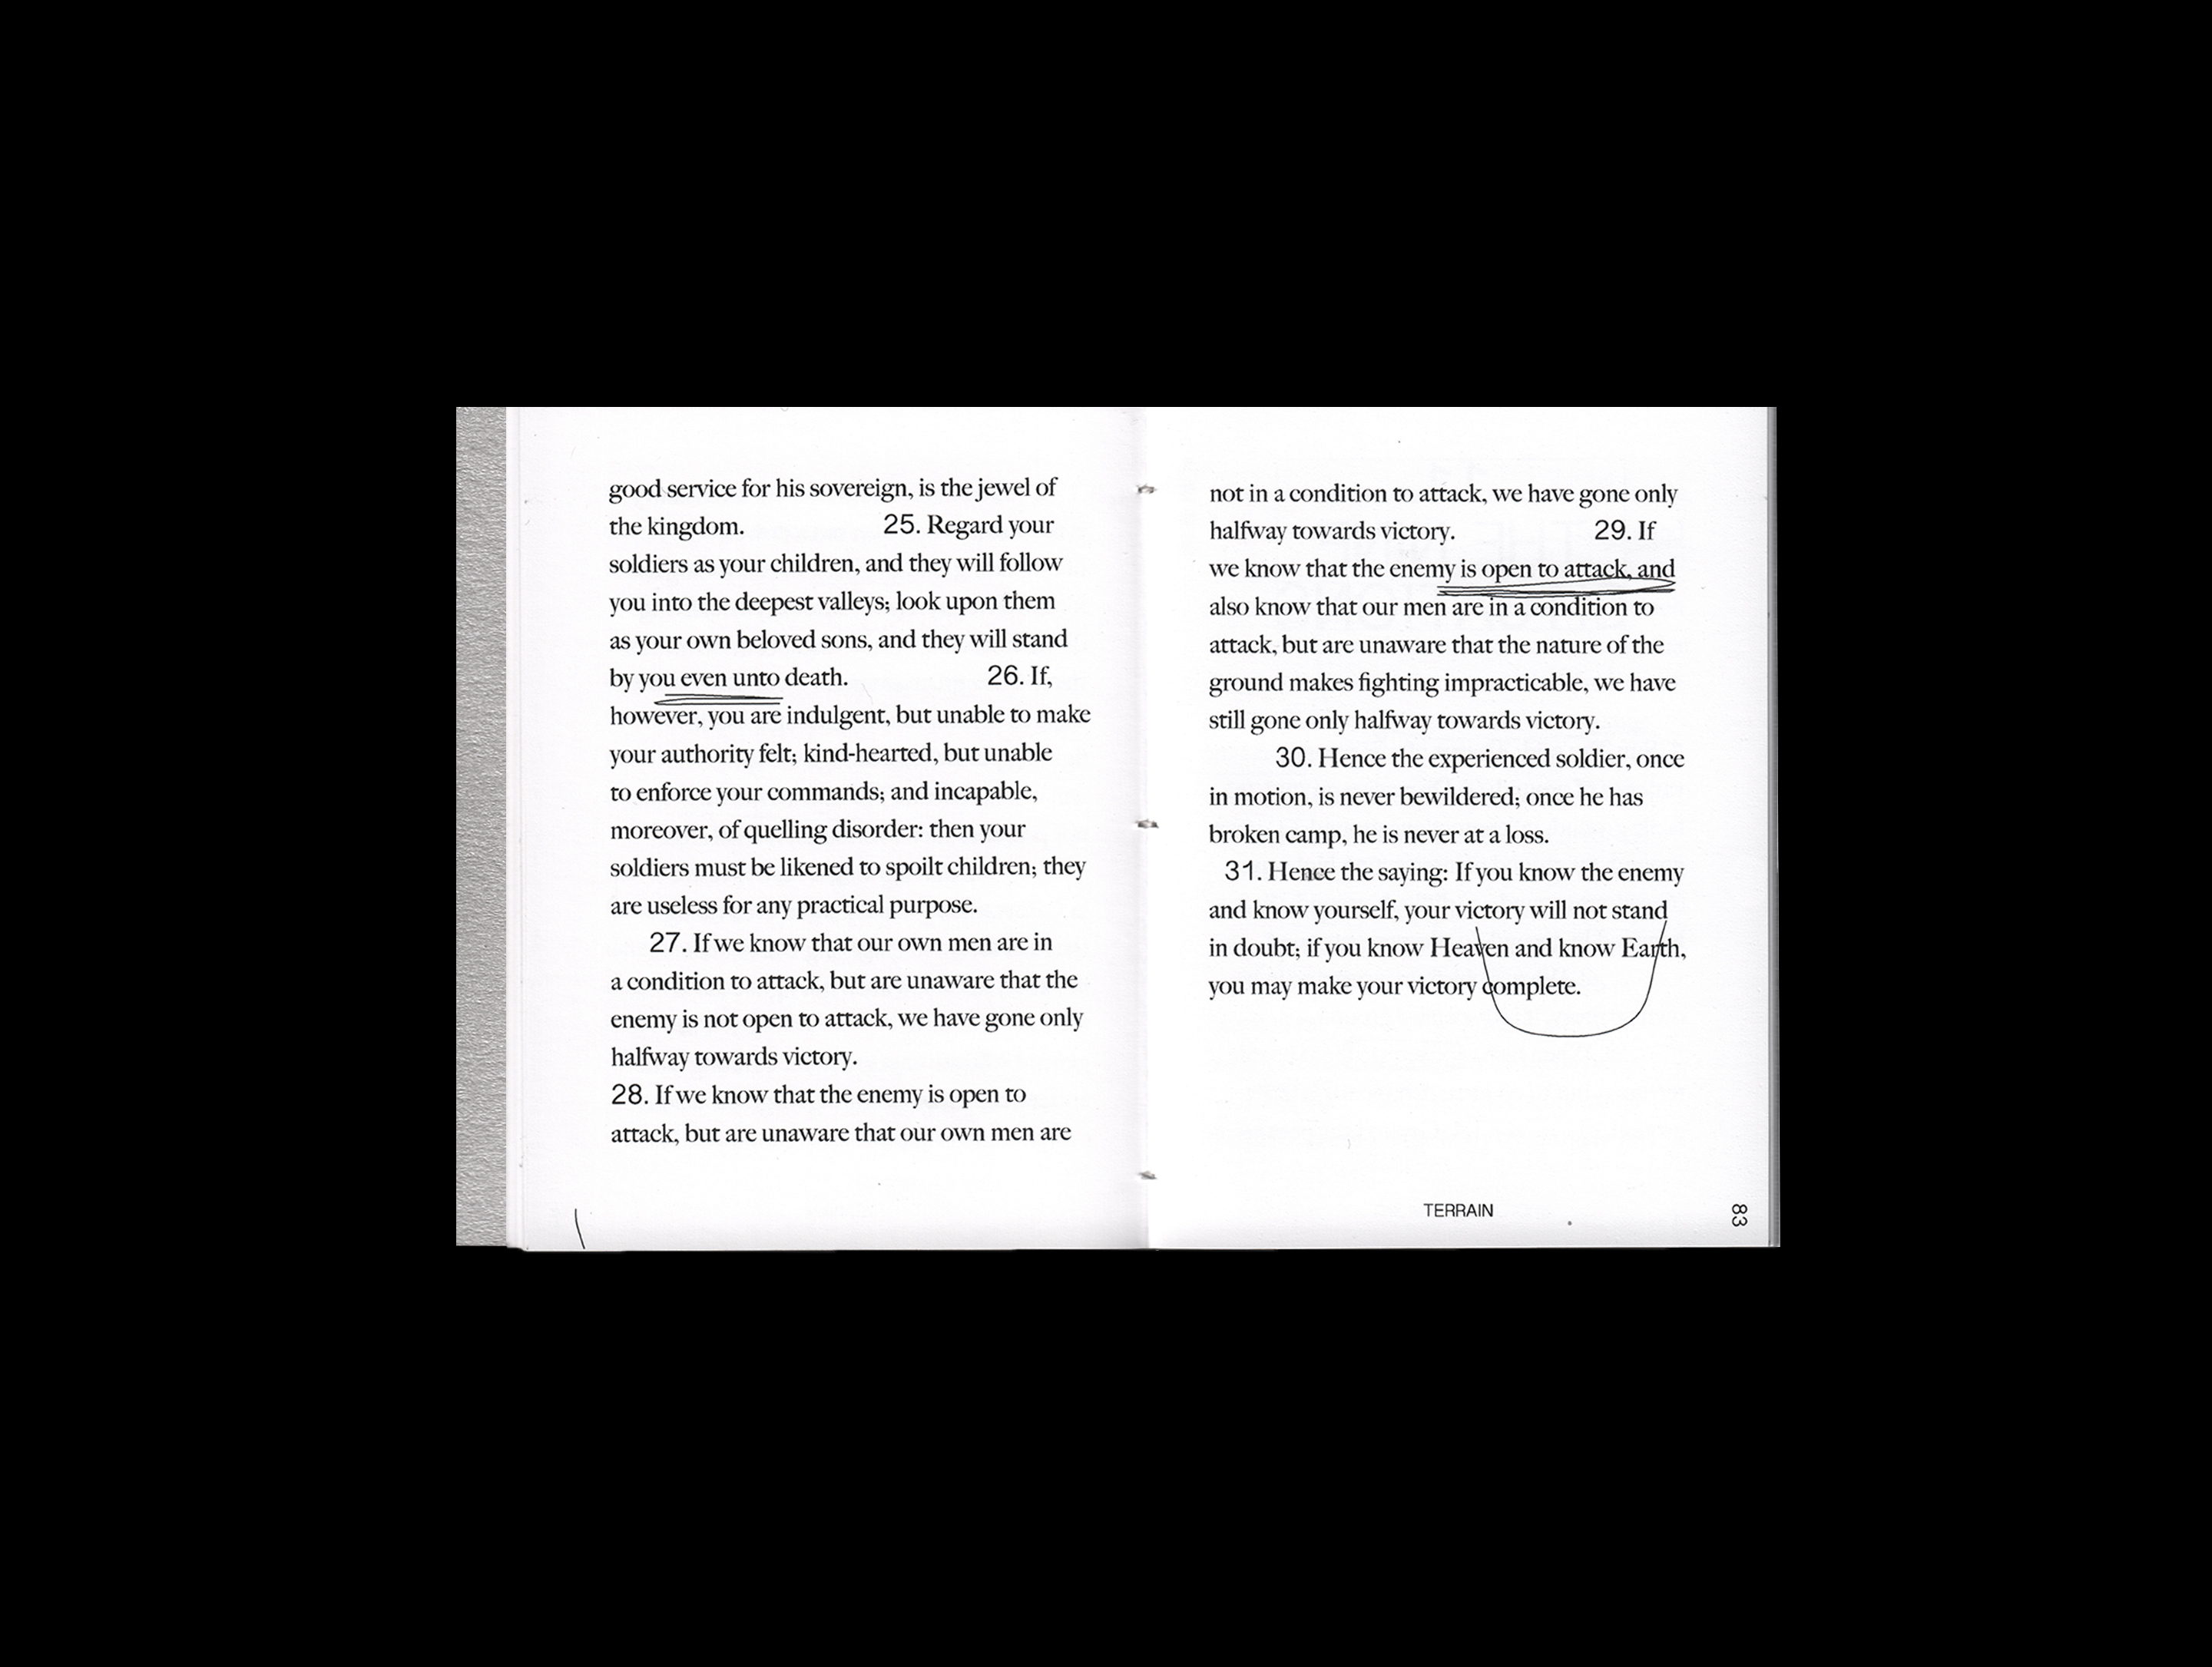 good service for his sovereign, is the jewel of
the kingdom. 25. Regard your
soldiers as your children, and they will follow
you into the deepest valleys; look upon them
as your own beloved sons, and they will stand
by you even unto death. 26. If,
however, you are indulgent, but unable to make
your authority felt; kind-hearted, but unable
to enforce your commands; and incapable,
moreover, of quelling disorder: then your
soldiers must be likened to spoilt children; they
are useless for any practical purpose.
27. If we know that our own men are in
a condition to attack, but are unaware that the
enemy is not open to attack, we have gone only
halfway towards victory.
28. If we know that the enemy is open to
attack, but are unaware that our own men are
not in a condition to attack, we have gone only
halfway towards victory. 29. If
we know that the enemy is open to attack, and
also know that our men are in a condition to
attack, but are unaware that the nature of the
ground makes fighting impracticable, we have
still gone only halfway towards victory.
30. Hence the experienced soldier, once
in motion, is never bewildered; once he has
broken camp, he is never at a loss.
31. Hence the saying: If you know the enemy
and know yourself, your victory will not stand
in doubt; if you know Heaven and know Earth,
you may make your victory complete.
TERRAIN
83